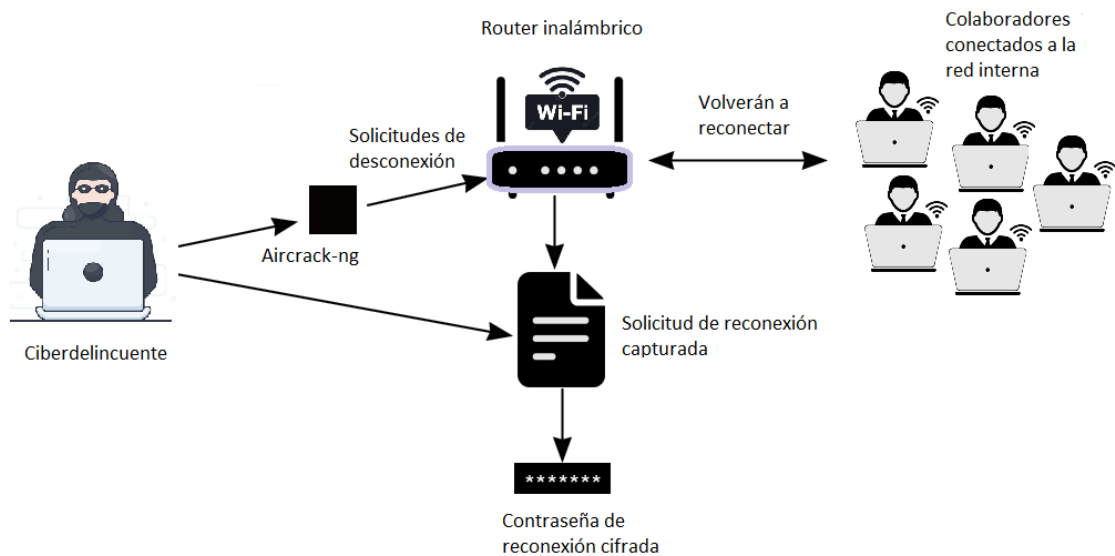 Router inalámbrico
Colaboradores
conectados a la
red interna
Wi-Fi
Volverán a
reconectar
Solicitudes de
desconexión
Aircrack-ng
Ciberdelincuente
Solicitud de reconexión
capturada
*******
Contraseña de
reconexión cifrada